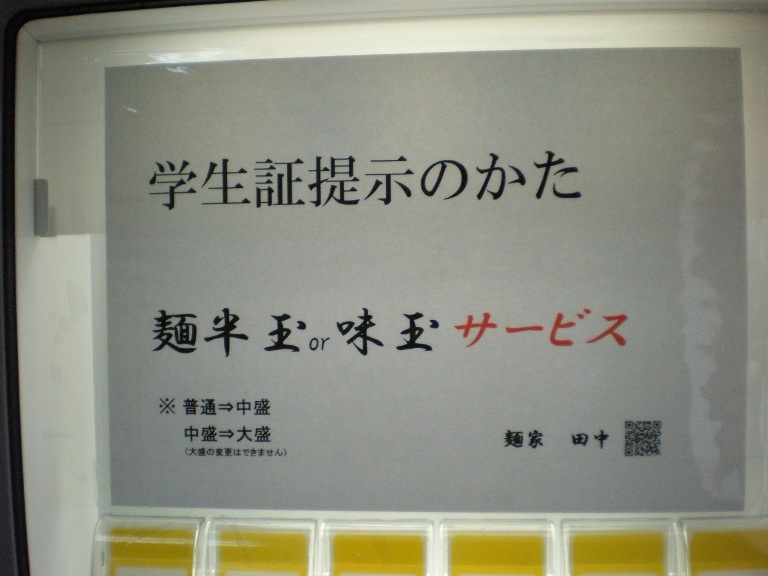 学生証提示のかた
麺半玉or味玉サービス
※ 普通⇒中盛
中盛⇒大盛
(大盛の変更はできません)
麺家 田中